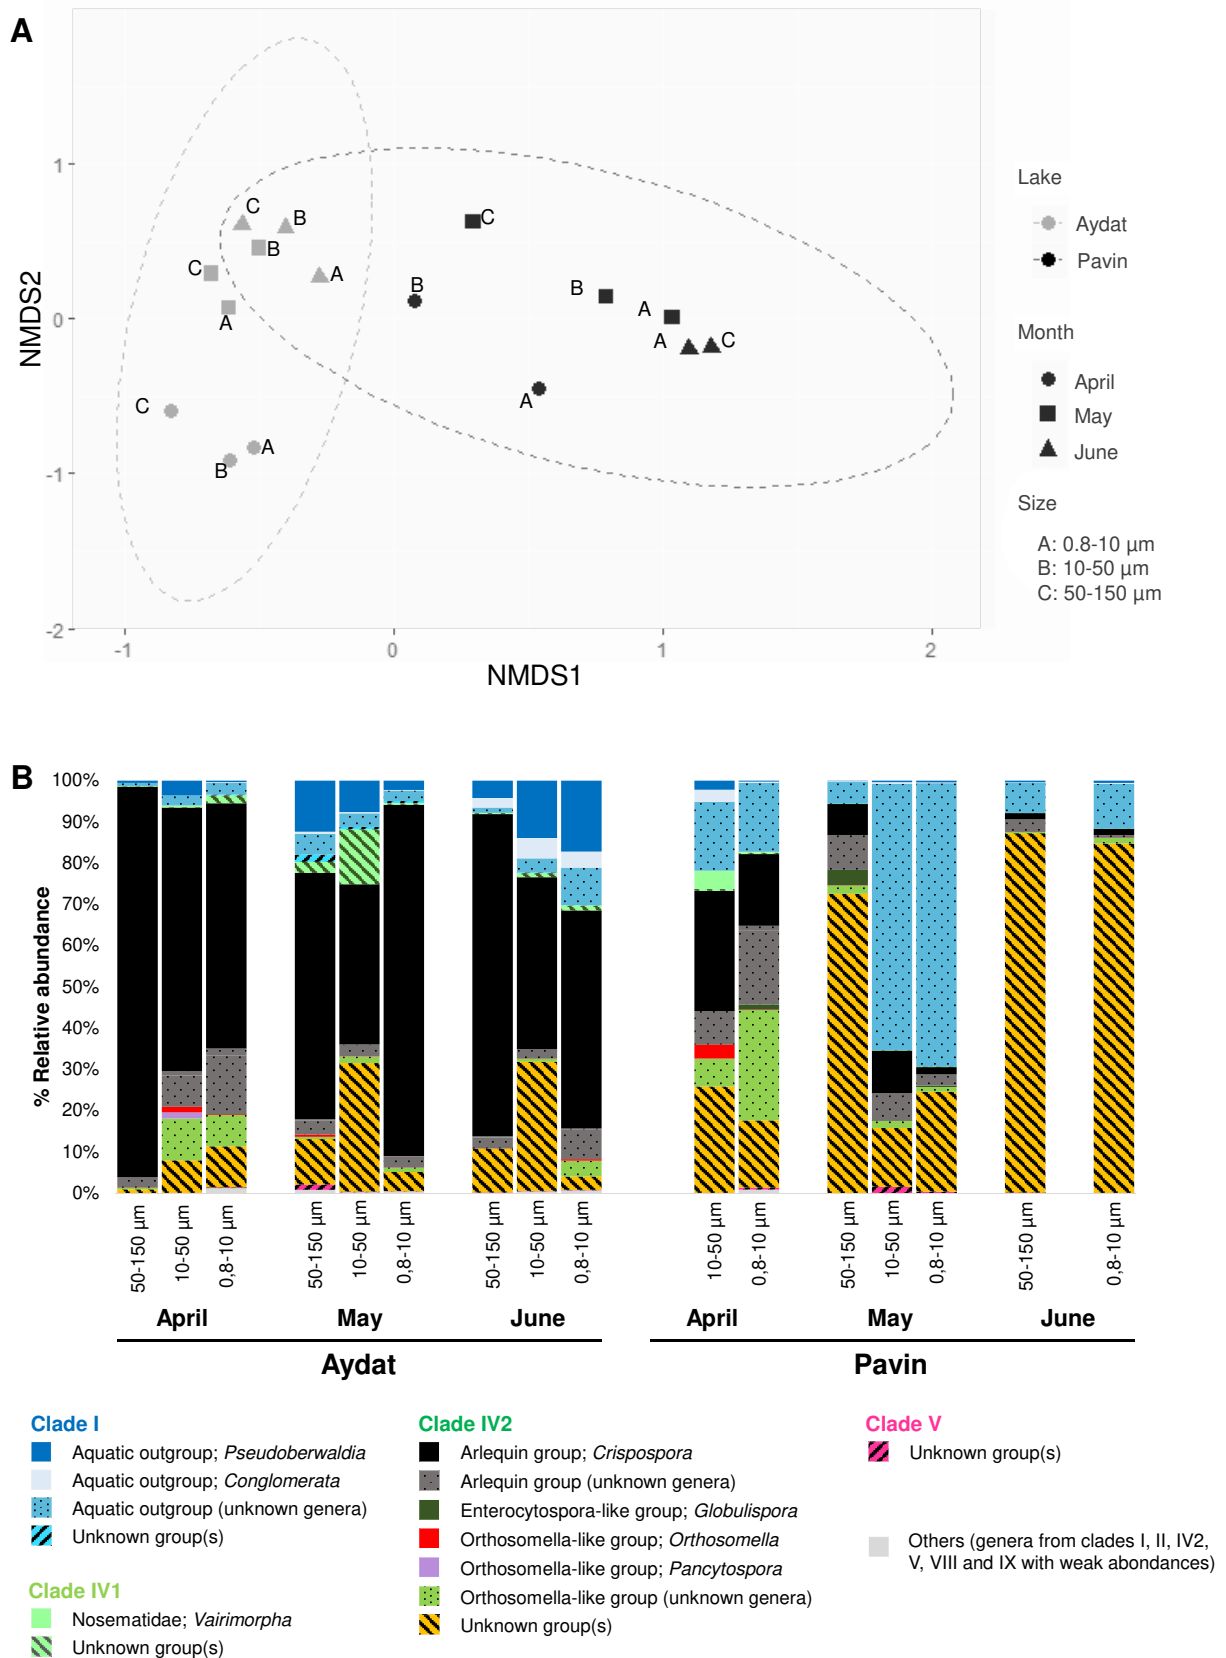 A
1
0
-1
-2
NMDS2
C
B
B
C
A
A
C
A
B
C
B
A
B
A
A
C
-1
0
1
2
NMDS1
Lake
Aydat
Pavin
Month
April
May
June
Size
A: 0.8-10 µm
B: 10-50 µm
C: 50-150 µm
B
% Relative abundance
100%
90%
80%
70%
60%
50%
40%
30%
20%
10%
0%
50-150 µm
10-50 µm
0,8-10 µm
50-150 µm
10-50 µm
0,8-10 µm
50-150 µm
10-50 µm
0,8-10 µm
10-50 µm
0,8-10 µm
50-150 µm
10-50 µm
0,8-10 µm
50-150 µm
0,8-10 µm
April
May
June
April
May
June
Aydat
Pavin
Clade I
Aquatic outgroup; Pseudoberwaldia
Aquatic outgroup; Conglomerata
Aquatic outgroup (unknown genera)
Unknown group(s)
Clade IV1
Nosematidae; Vairimorpha
Unknown group(s)
Clade IV2
Arlequin group; Crispospora
Arlequin group (unknown genera)
Enterocytospora-like group; Globulispora
Orthosomella-like group; Orthosomella
Orthosomella-like group; Pancytospora
Orthosomella-like group (unknown genera)
Unknown group(s)
Clade V
Unknown group(s)
Others (genera from clades I, II, IV2,
V, VIII and IX with weak abondances)